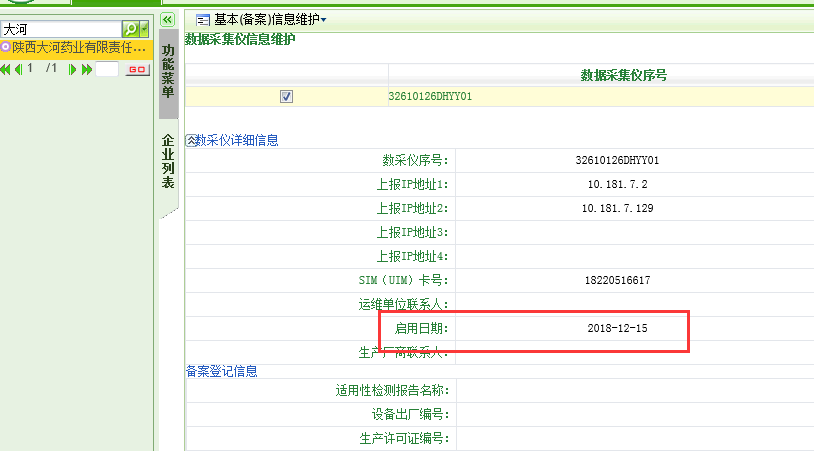 大河
陕西大河药业有限责任...
1 /1 GO
功能菜单
企业列表
基本(备案)信息维护
数据采集仪信息维护
数据采集仪序号
32610126DHYY01
数采仪详细信息
数采仪序号: 32610126DHYY01
上报IP地址1: 10.181.7.2
上报IP地址2: 10.181.7.129
上报IP地址3:
上报IP地址4:
SIM（UIM）卡号: 18220516617
运维单位联系人:
启用日期: 2018-12-15
生产厂商联系人:
备案登记信息
适用性检测报告名称:
设备出厂编号:
生产许可证编号: